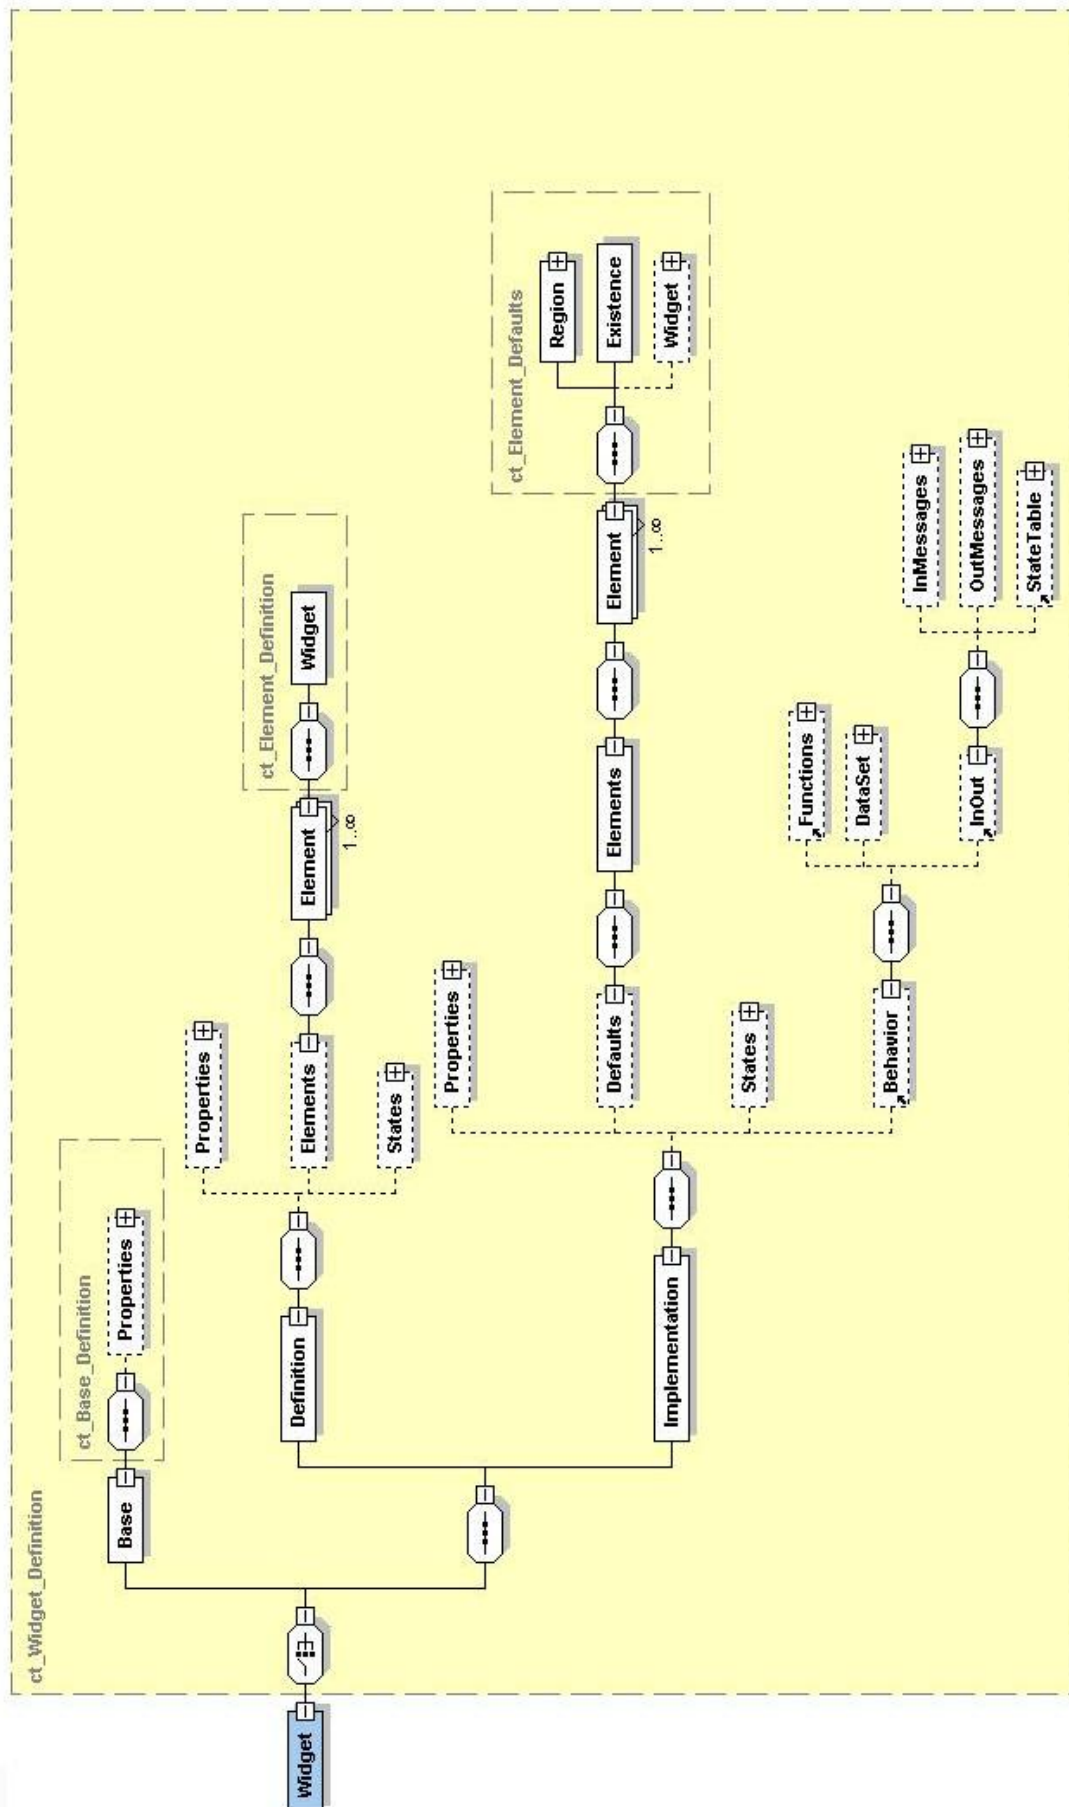 ct_Widget_Definition
Widget
Base
ct_Base_Definition
Properties
Definition
Properties
Elements
Element
1..∞
ct_Element_Definition
Widget
States
Implementation
Properties
Defaults
Elements
Element
1..∞
ct_Element_Defaults
Region
Existence
Widget
States
Behavior
Functions
DataSet
InOut
InMessages
OutMessages
StateTable